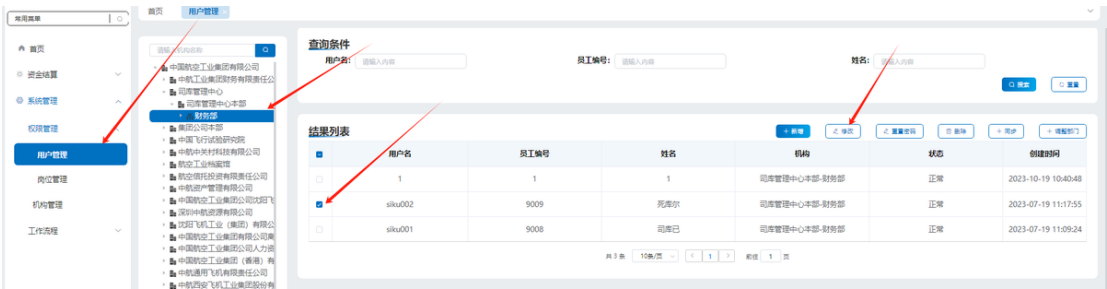 常用菜单
首页
用户管理
首页
资金结算
系统管理
权限管理
用户管理
岗位管理
机构管理
工作流程
请输入机构名称
中国航空工业集团有限公司
中航工业集团财务有限责任公
司库管理中心
司库管理中心本部
财务部
集团公司本部
中国飞行试验研究院
中航中关村科技有限公司
航空工业档案馆
航空信托投资有限责任公司
中航资产管理有限公司
中国航空工业集团公司沈阳飞
深圳中航资源有限公司
沈阳飞机工业（集团）有限公
中国航空工业集团有限公司商
中国航空工业集团公司人力资
中国航空工业集团（香港）有
中航通用飞机有限责任公司
中航西安飞机工业集团股份有
查询条件
用户名: 请输入内容 员工编号: 请输入内容 姓名: 请输入内容
搜索 重置
结果列表
+ 新增 修改 重置密码 删除 + 同步 + 调整部门
用户名 员工编号 姓名 机构 状态 创建时间
1 1 1 司库管理中心本部-财务部 正常 2023-10-19 10:40:48
siku002 9009 死库尔 司库管理中心本部-财务部 正常 2023-07-19 11:17:55
siku001 9008 司库已 司库管理中心本部-财务部 正常 2023-07-19 11:09:24
共 3 条 10条/页 < 1 > 前往 1 页